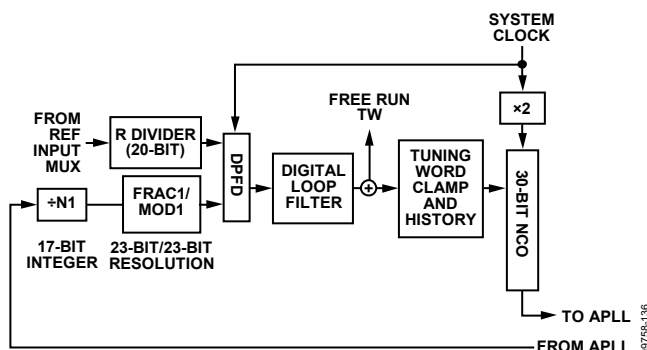 SYSTEM
CLOCK
×2
FREE RUN
TW
FROM
REF
INPUT
MUX
R DIVIDER
(20-BIT)
DPFD
DIGITAL
LOOP
FILTER
+
TUNING
WORD
CLAMP
AND
HISTORY
30-BIT NCO
÷N1
FRAC1/
MOD1
17-BIT
INTEGER
23-BIT/23-BIT
RESOLUTION
TO APLL
FROM APLL
9758-136